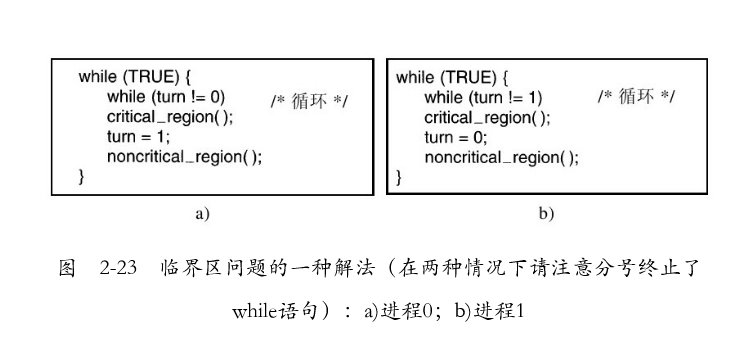 while (TRUE) {
while (turn != 0) /* 循环 */
critical_region( );
turn = 1;
noncritical_region( );
}
a)
while (TRUE) {
while (turn != 1) /* 循环 */
critical_region( );
turn = 0;
noncritical_region( );
}
b)
图 2-23 临界区问题的一种解法（在两种情况下请注意分号终止了
while语句）：a)进程0；b)进程1